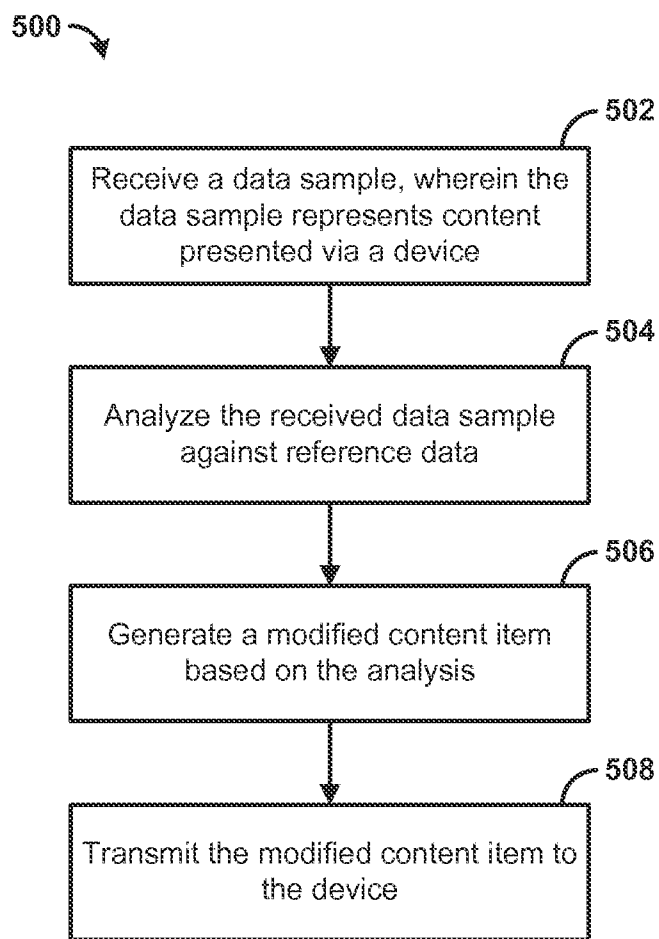 500
502
Receive a data sample, wherein the
data sample represents content
presented via a device
504
Analyze the received data sample
against reference data
506
Generate a modified content item
based on the analysis
508
Transmit the modified content item to
the device